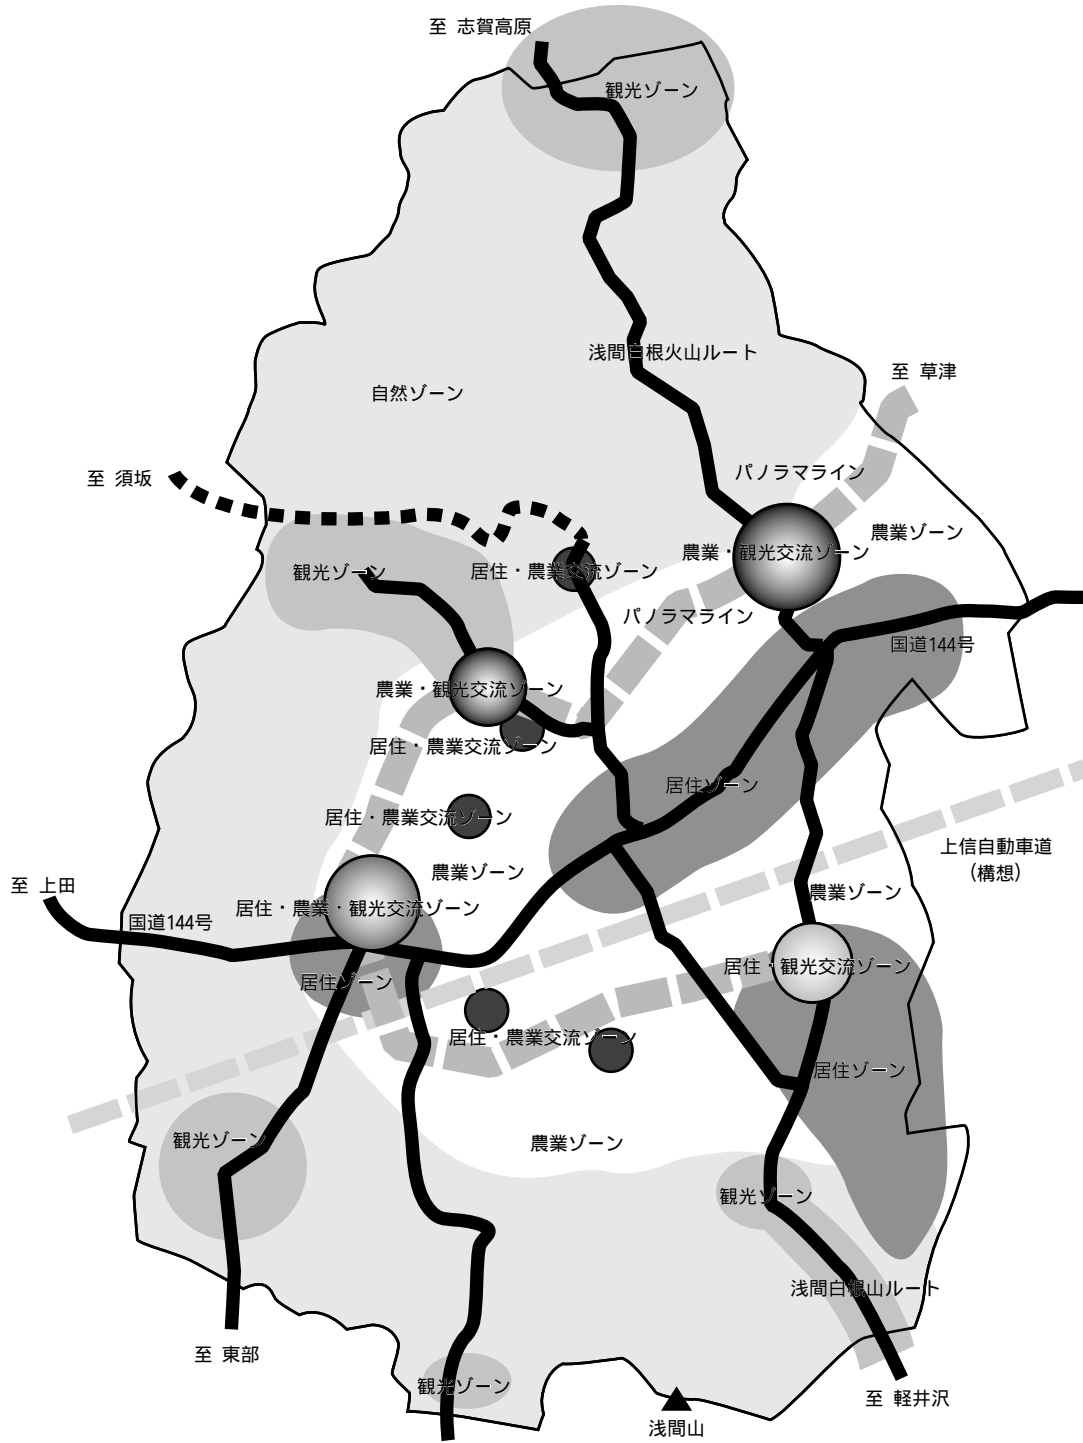 至 志賀高原
観光ゾーン
浅間白根火山ルート
至 草津
自然ゾーン
パノラマライン
至 須坂
農業ゾーン
農業・観光交流ゾーン
観光ゾーン
居住・農業交流ゾーン
パノラマライン
国道144号
農業・観光交流ゾーン
居住・農業交流ゾーン
居住ゾーン
居住・農業交流ゾーン
上信自動車道
(構想)
農業ゾーン
至 上田
農業ゾーン
居住・農業・観光交流ゾーン
国道144号
居住・観光交流ゾーン
居住ゾーン
居住・農業交流ゾーン
居住ゾーン
観光ゾーン
農業ゾーン
観光ゾーン
浅間白根山ルート
至 東部
観光ゾーン
至 軽井沢
浅間山